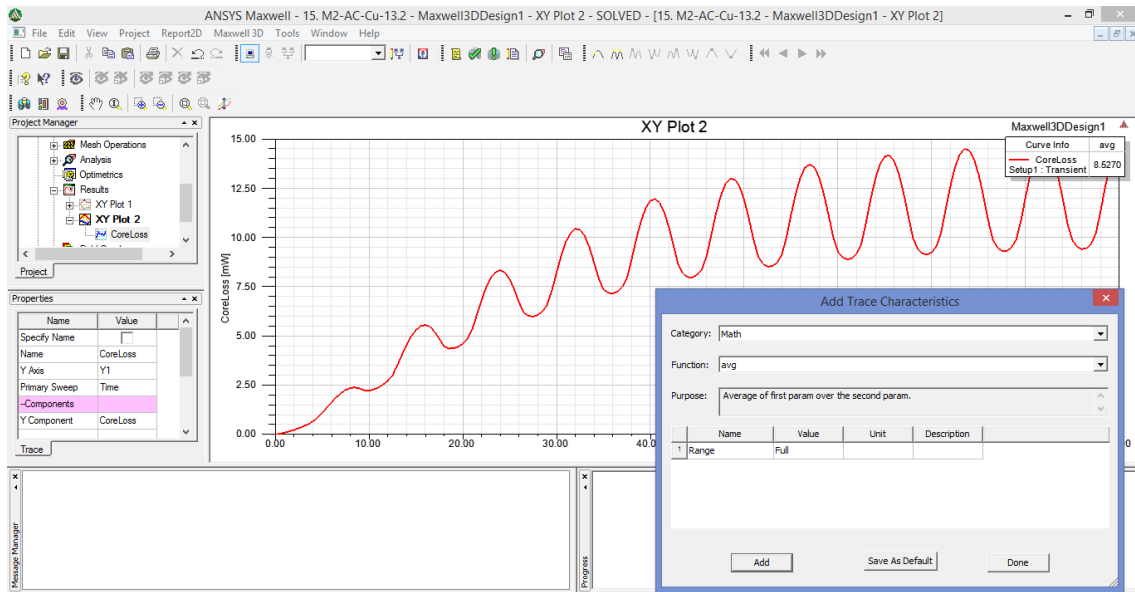 ANSYS Maxwell - 15. M2-AC-Cu-13.2 - Maxwell3DDesign1 - XY Plot 2 - SOLVED - [15. M2-AC-Cu-13.2 - Maxwell3DDesign1 - XY Plot 2]
File Edit View Project Report2D Maxwell 3D Tools Window Help
Project Manager
Mesh Operations
Analysis
Optimetrics
Results
XY Plot 1
XY Plot 2
CoreLoss
Project
Properties
Name Value
Specify Name
Name CoreLoss
Y Axis Y1
Primary Sweep Time
-Components
Y Component CoreLoss
Trace
XY Plot 2
Maxwell3DDesign1
Curve Info avg
CoreLoss
Setup1 : Transient 8.5270
15.00
12.50
10.00
7.50
5.00
2.50
0.00
CoreLoss [mW]
0.00 10.00 20.00 30.00
Add Trace Characteristics
Category: Math
Function: avg
Purpose: Average of first param over the second param.
Name Value Unit Description
1 Range Full
Add Save As Default Done
Message Manager
Progress